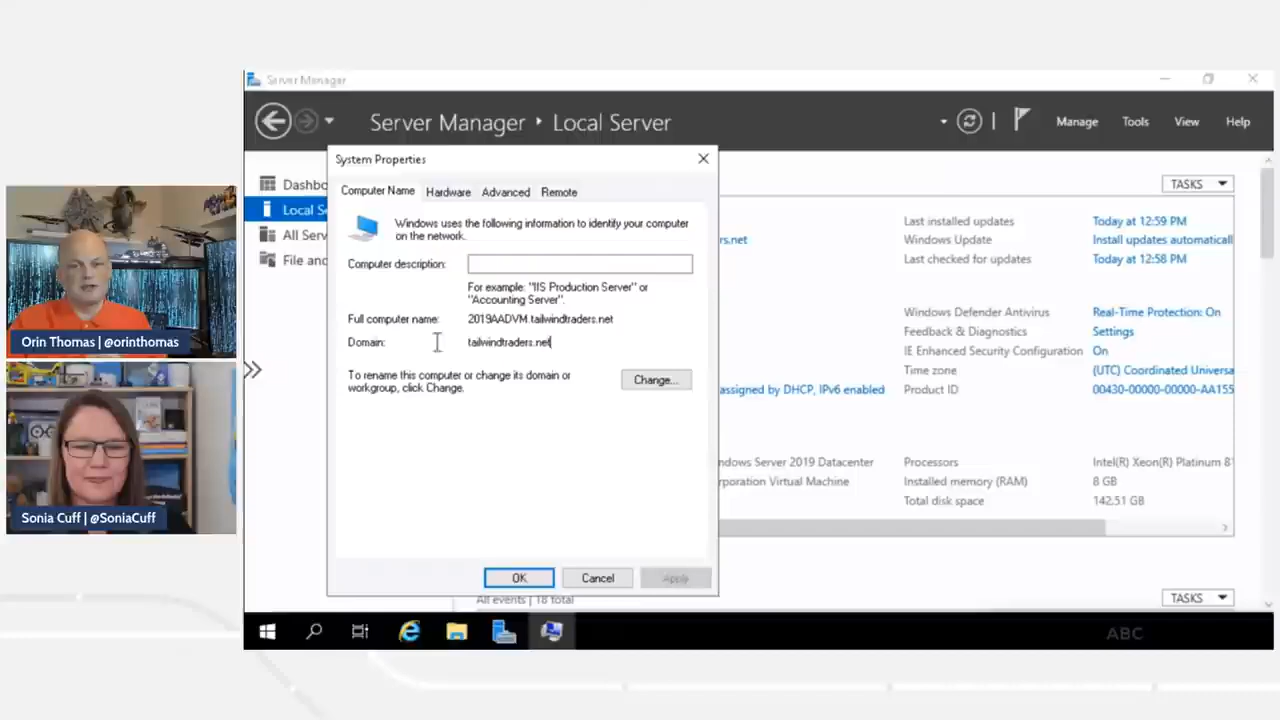 Server Manager
Server Manager • Local Server
Manage Tools View Help
System Properties
Computer Name Hardware Advanced Remote
Windows uses the following information to identify your computer
on the network.
Computer description:
For example: "IIS Production Server" or
"Accounting Server".
Full computer name: 2019AADVM.tailwindtraders.net
Domain: tailwindtraders.net
To rename this computer or change its domain or
workgroup, click Change.
Change...
OK Cancel Apply
Dashbo
Local Se
All Serv
File and
TASKS
rs.net
Last installed updates Today at 12:59 PM
Windows Update Install updates automaticall
Last checked for updates Today at 12:58 PM
Windows Defender Antivirus Real-Time Protection: On
Feedback & Diagnostics Settings
IE Enhanced Security Configuration On
Time zone (UTC) Coordinated Universa
assigned by DHCP, IPv6 enabled Product ID 00430-00000-00000-AA155
ndows Server 2019 Datacenter Processors Intel(R) Xeon(R) Platinum 8
rporation Virtual Machine Installed memory (RAM) 8 GB
Total disk space 142.51 GB
All events | 18 total
TASKS
ABC
Orin Thomas | @orinthomas
Sonia Cuff | @SoniaCuff